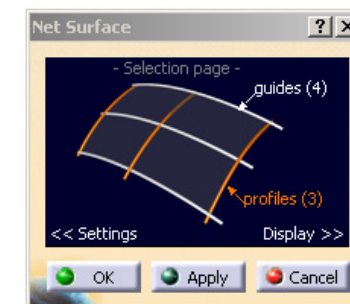 Net Surface
- Selection page -
guides (4)
profiles (3)
<< Settings
Display >>
OK
Apply
Cancel